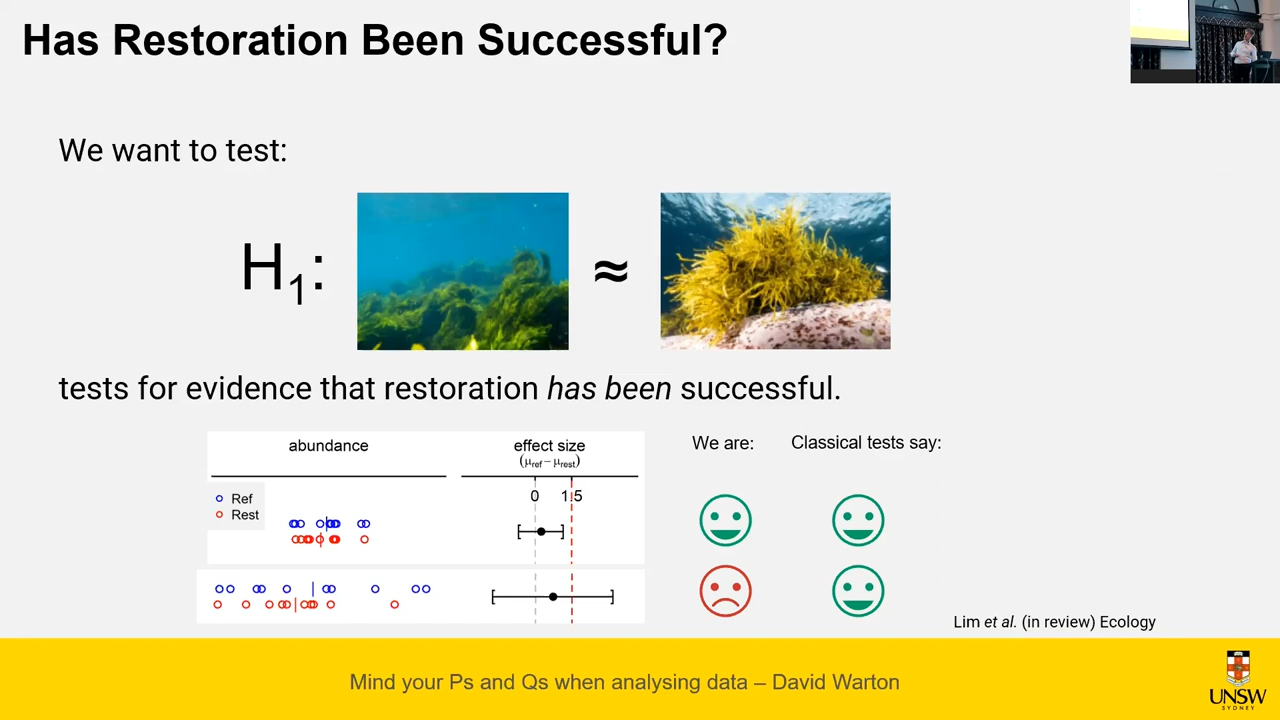 Has Restoration Been Successful?
We want to test:
H₁:
≈
tests for evidence that restoration has been successful.
abundance
effect size
(μref − μrest)
We are:
Classical tests say:
0 1.5
Ref
Rest
Lim et al. (in review) Ecology
Mind your Ps and Qs when analysing data – David Warton
UNSW
SYDNEY